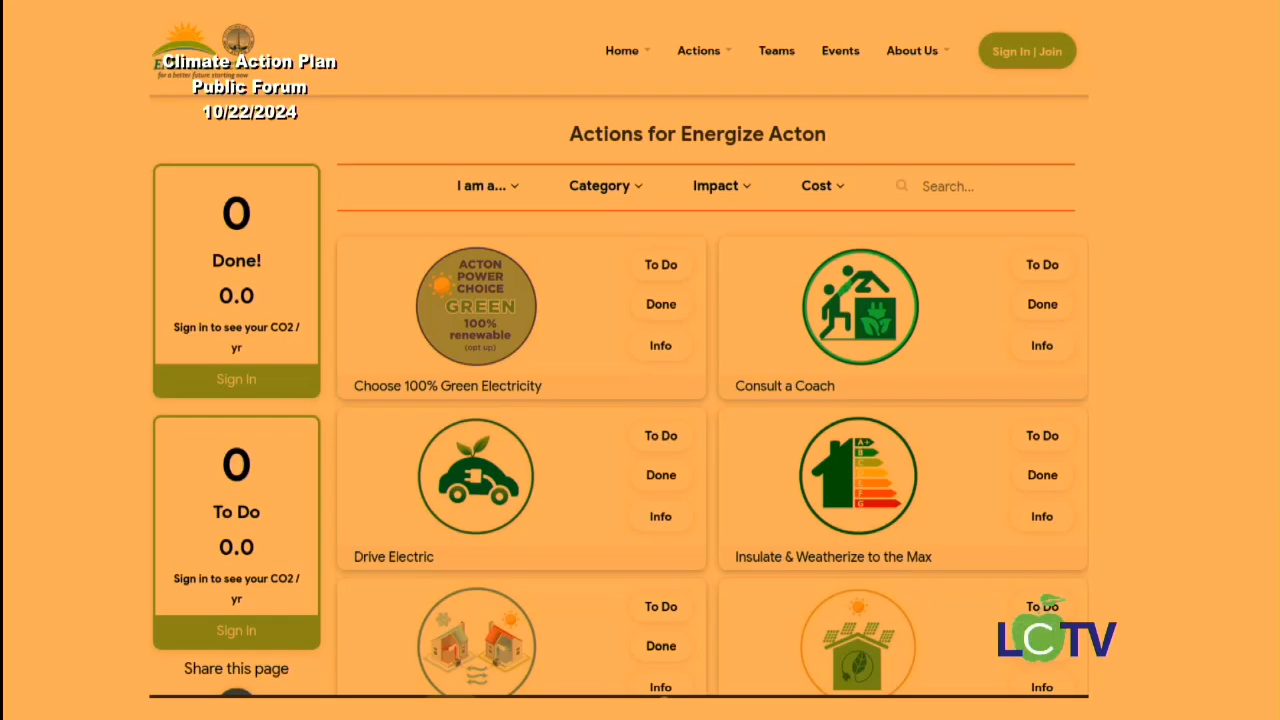 Climate Action Plan
Public Forum
10/22/2024
for a better future starting now
Home
Actions
Teams
Events
About Us
Sign In | Join
Actions for Energize Acton
I am a...
Category
Impact
Cost
Search...
0
Done!
0.0
Sign in to see your CO2 /
yr
Sign In
0
To Do
0.0
Sign in to see your CO2 /
yr
Sign In
Share this page
ACTON
POWER
CHOICE
GREEN
100%
renewable
(opt up)
To Do
Done
Info
Choose 100% Green Electricity
To Do
Done
Info
Consult a Coach
To Do
Done
Info
Drive Electric
A+
B
C
E
F
G
To Do
Done
Info
Insulate & Weatherize to the Max
To Do
Done
Info
To Do
Info
LCTV